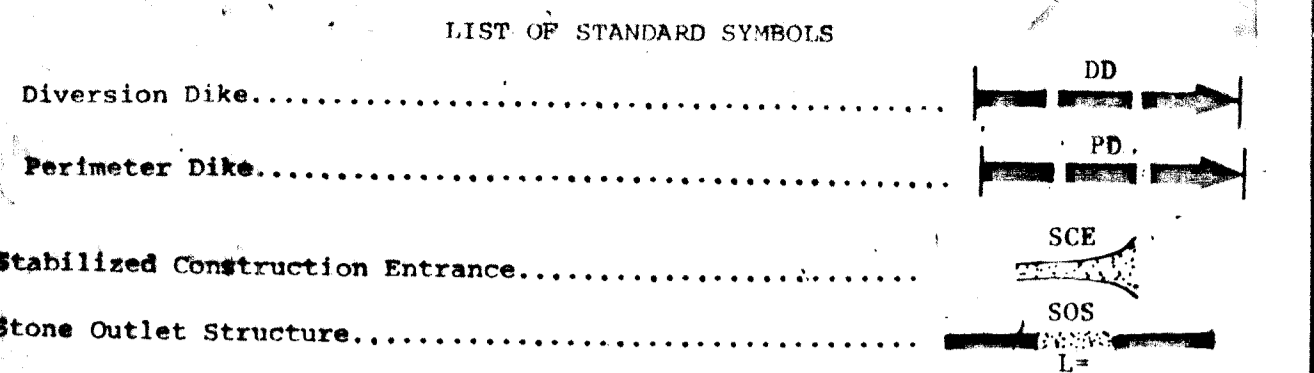 LIST OF STANDARD SYMBOLS
DD
Diversion Dike..........................................
PD
Perimeter Dike..........................................
SCE
Stabilized Construction Entrance........................
SOS
Stone Outlet Structure..................................
L=